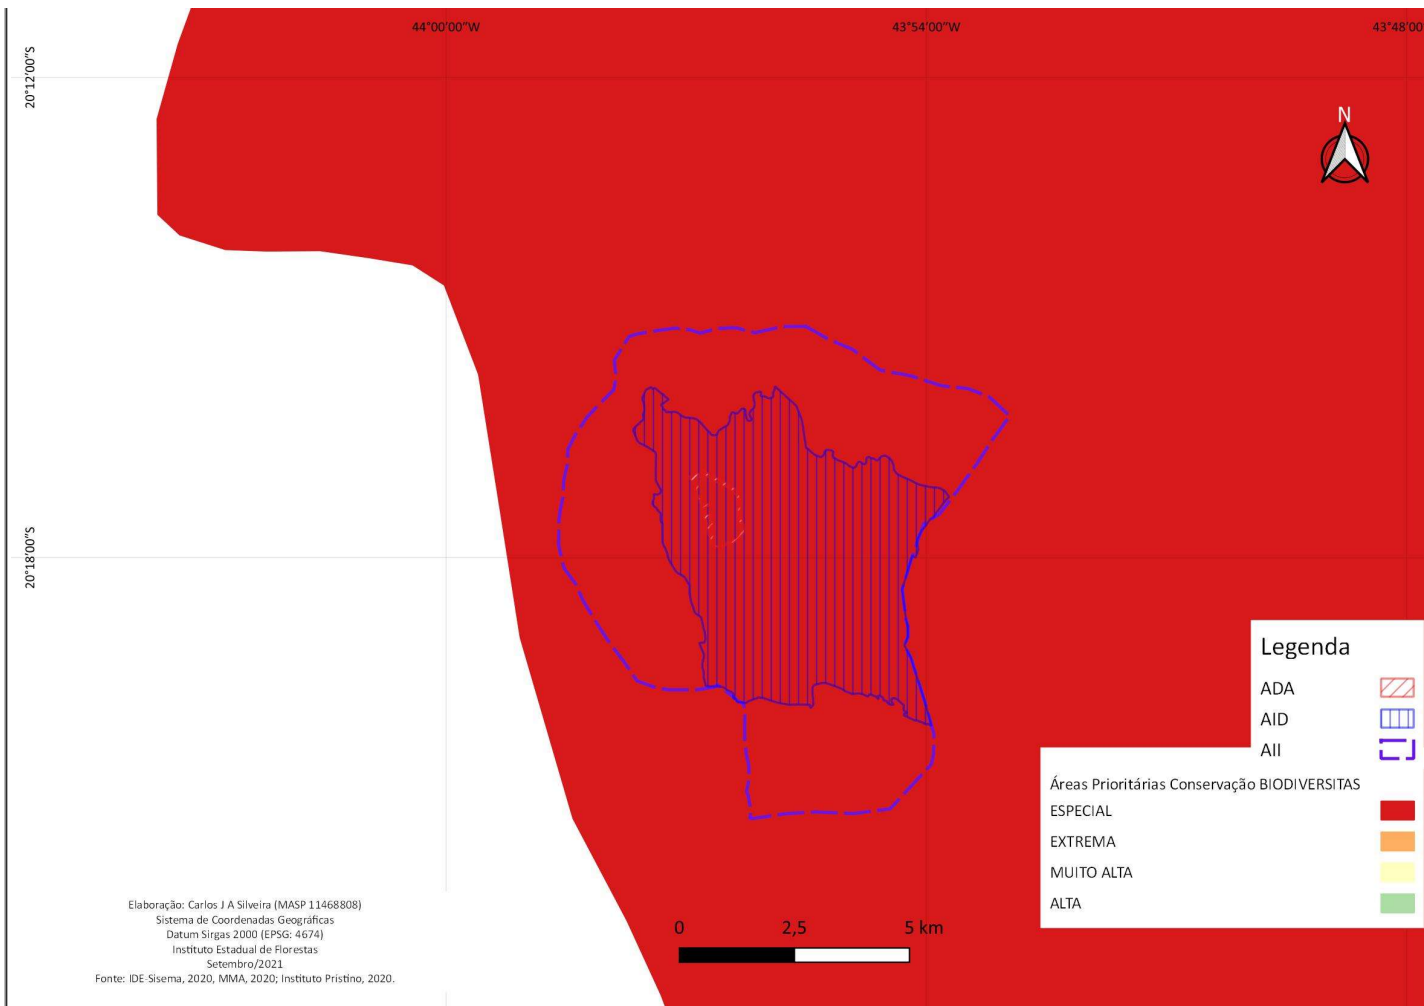 44°00'00"W
43°54'00"W
43°48'00
20°12'00"S
N
20°18'00"S
Legenda
ADA
AID
AII
Áreas Prioritárias Conservação BIODIVERSITAS
ESPECIAL
EXTREMA
MUITO ALTA
ALTA
0 2,5 5 km
Elaboração: Carlos J A Silveira (MASP 11468808)
Sistema de Coordenadas Geográficas
Datum Sirgas 2000 (EPSG: 4674)
Instituto Estadual de Florestas
Setembro/2021
Fonte: IDE-Sisema, 2020, MMA, 2020; Instituto Prístino, 2020.